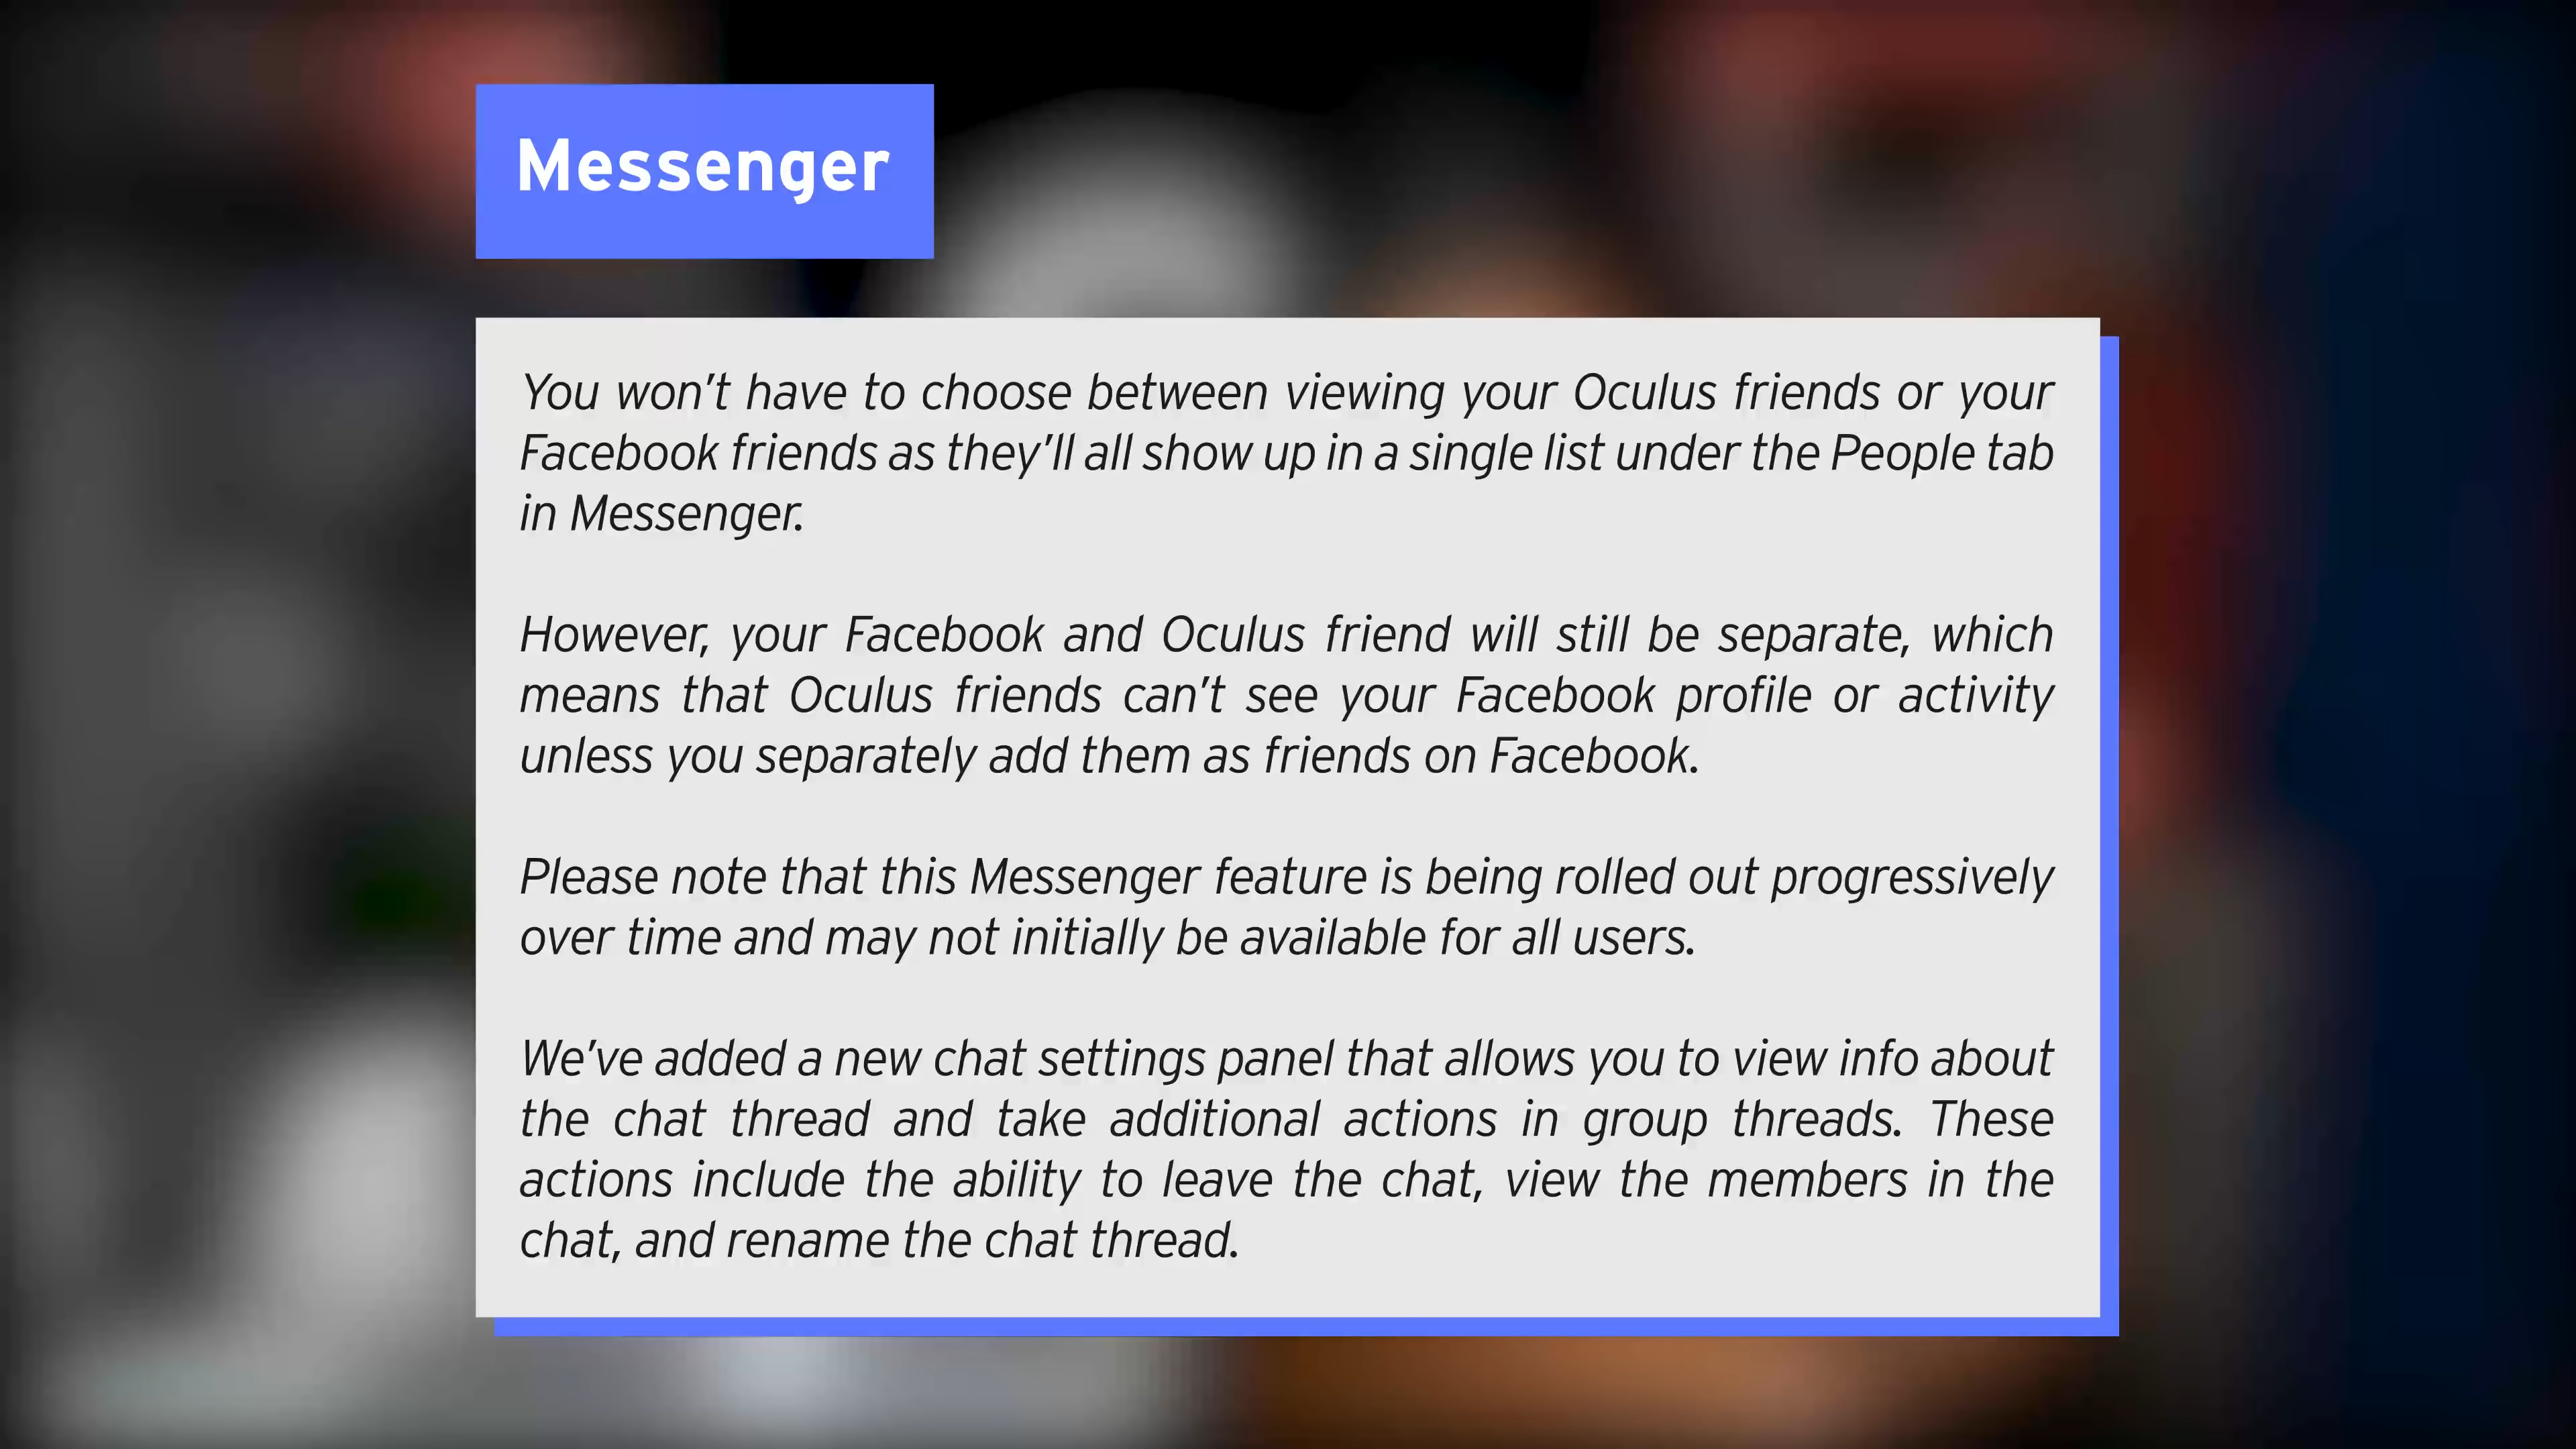 Messenger
You won't have to choose between viewing your Oculus friends or your
Facebook friends as they'll all show up in a single list under the People tab
in Messenger.
However, your Facebook and Oculus friend will still be separate, which
means that Oculus friends can't see your Facebook profile or activity
unless you separately add them as friends on Facebook.
Please note that this Messenger feature is being rolled out progressively
over time and may not initially be available for all users.
We've added a new chat settings panel that allows you to view info about
the chat thread and take additional actions in group threads. These
actions include the ability to leave the chat, view the members in the
chat, and rename the chat thread.